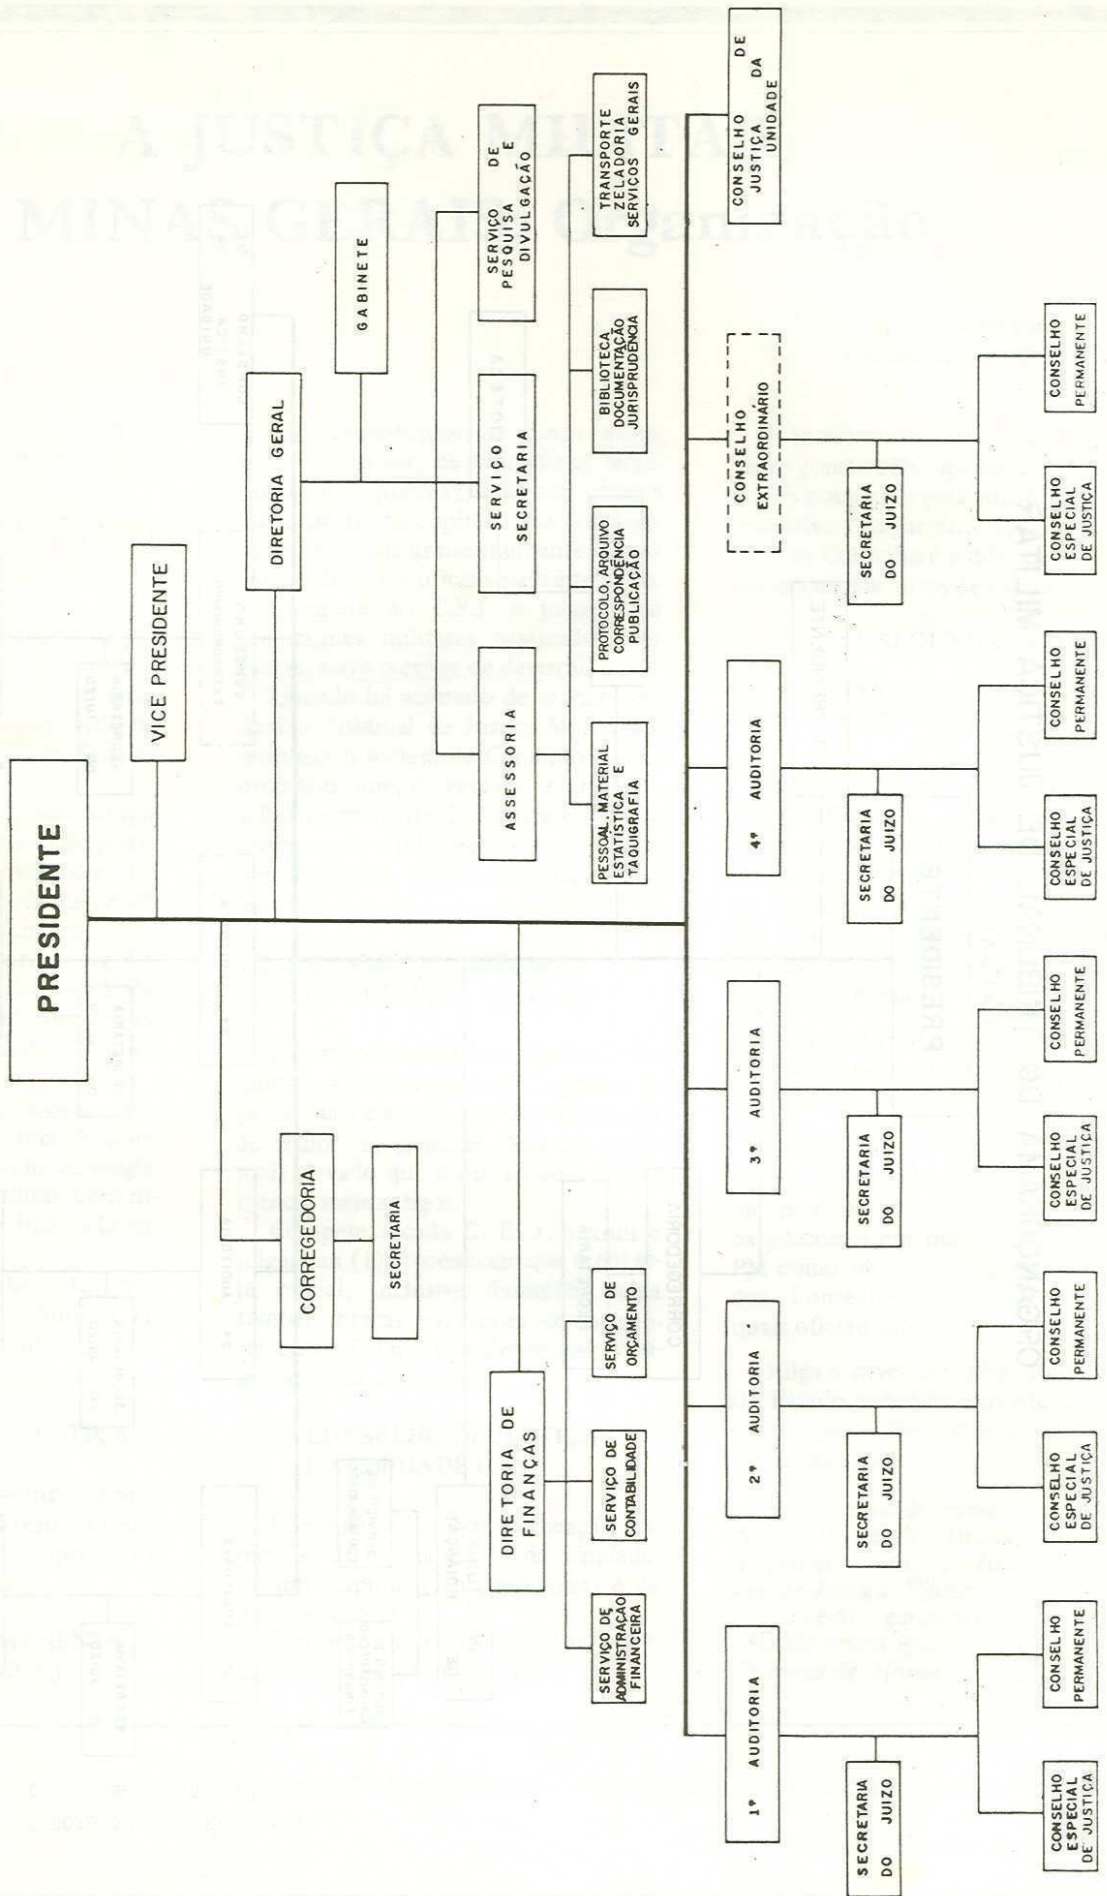 A JUSTIÇA MILITA
MINAS GERAIS Organização
PRESIDENTE
VICE PRESIDENTE
DIRETORIA GERAL
GABINETE
CORREGEDORIA
SECRETARIA
ASSESSORIA
SERVIÇO
SECRETARIA
SERVIÇO DE
PESQUISA E
DIVULGAÇÃO
DIRETORIA DE
FINANÇAS
SERVIÇO DE
ADMINISTRAÇÃO
FINANCEIRA
SERVIÇO DE
CONTABILIDADE
SERVIÇO DE
ORÇAMENTO
PESSOAL, MATERIAL,
ESTATÍSTICA E
TAQUIGRAFIA
PROTOCOLO, ARQUIVO
CORRESPONDÊNCIA
PUBLICAÇÃO
BIBLIOTECA
DOCUMENTAÇÃO
JURISPRUDÊNCIA
TRANSPORTE
ZELADORIA
SERVIÇOS GERAIS
1ª AUDITORIA
2ª AUDITORIA
3ª AUDITORIA
4ª AUDITORIA
CONSELHO
EXTRAORDINÁRIO
CONSELHO DE
JUSTIÇA DA
UNIDADE
SECRETARIA
DO JUIZO
SECRETARIA
DO JUIZO
SECRETARIA
DO JUIZO
SECRETARIA
DO JUIZO
SECRETARIA
DO JUIZO
CONSELHO
ESPECIAL
DE JUSTIÇA
CONSELHO
PERMANENTE
CONSELHO
ESPECIAL
DE JUSTIÇA
CONSELHO
PERMANENTE
CONSELHO
ESPECIAL
DE JUSTIÇA
CONSELHO
PERMANENTE
CONSELHO
ESPECIAL
DE JUSTIÇA
CONSELHO
PERMANENTE
CONSELHO
ESPECIAL
DE JUSTIÇA
CONSELHO
PERMANENTE